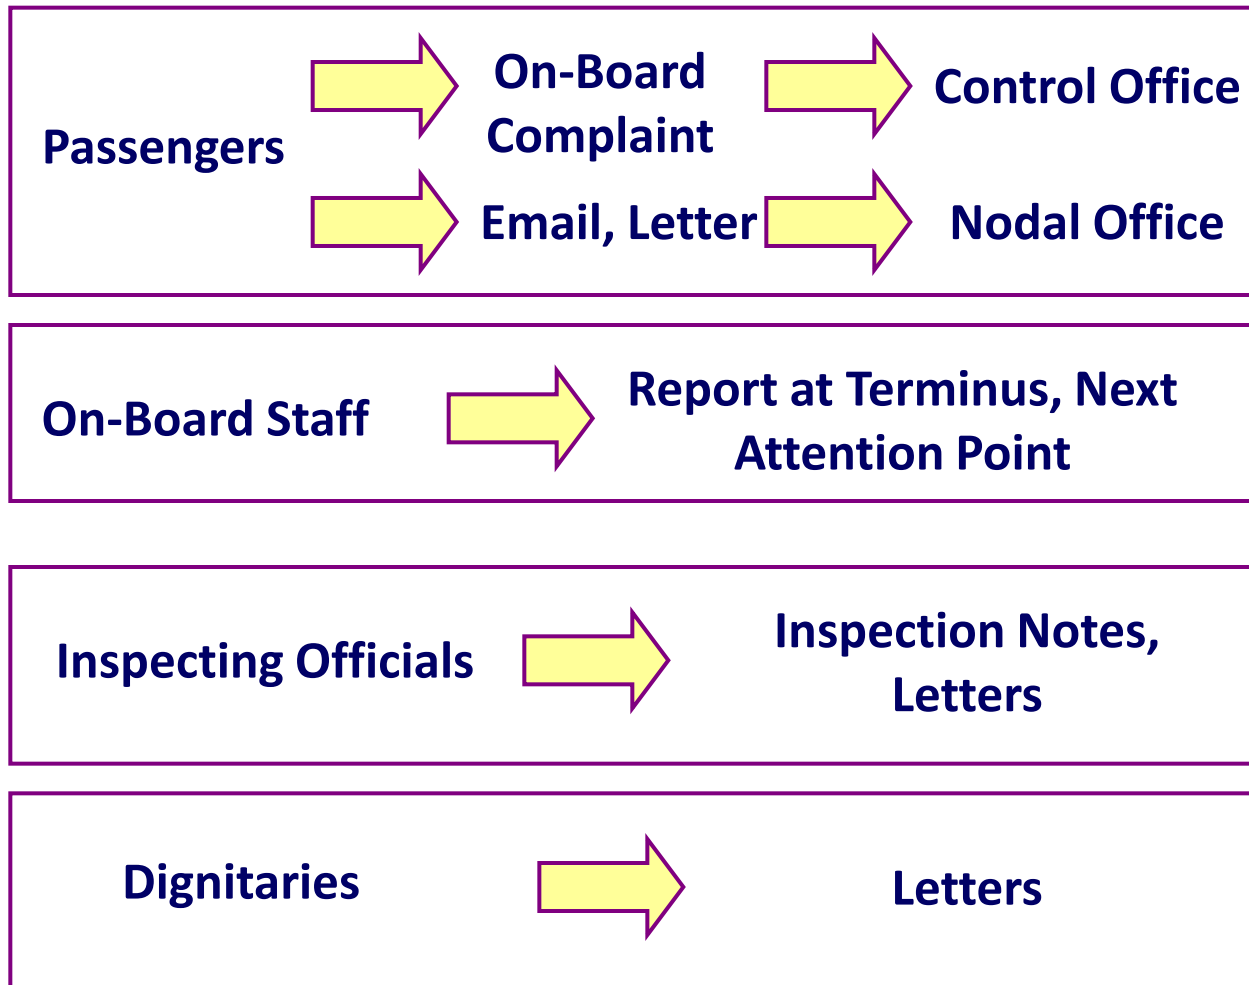 Passengers
On-Board
Complaint
Control Office
Email, Letter
Nodal Office
On-Board Staff
Report at Terminus, Next
Attention Point
Inspecting Officials
Inspection Notes,
Letters
Dignitaries
Letters